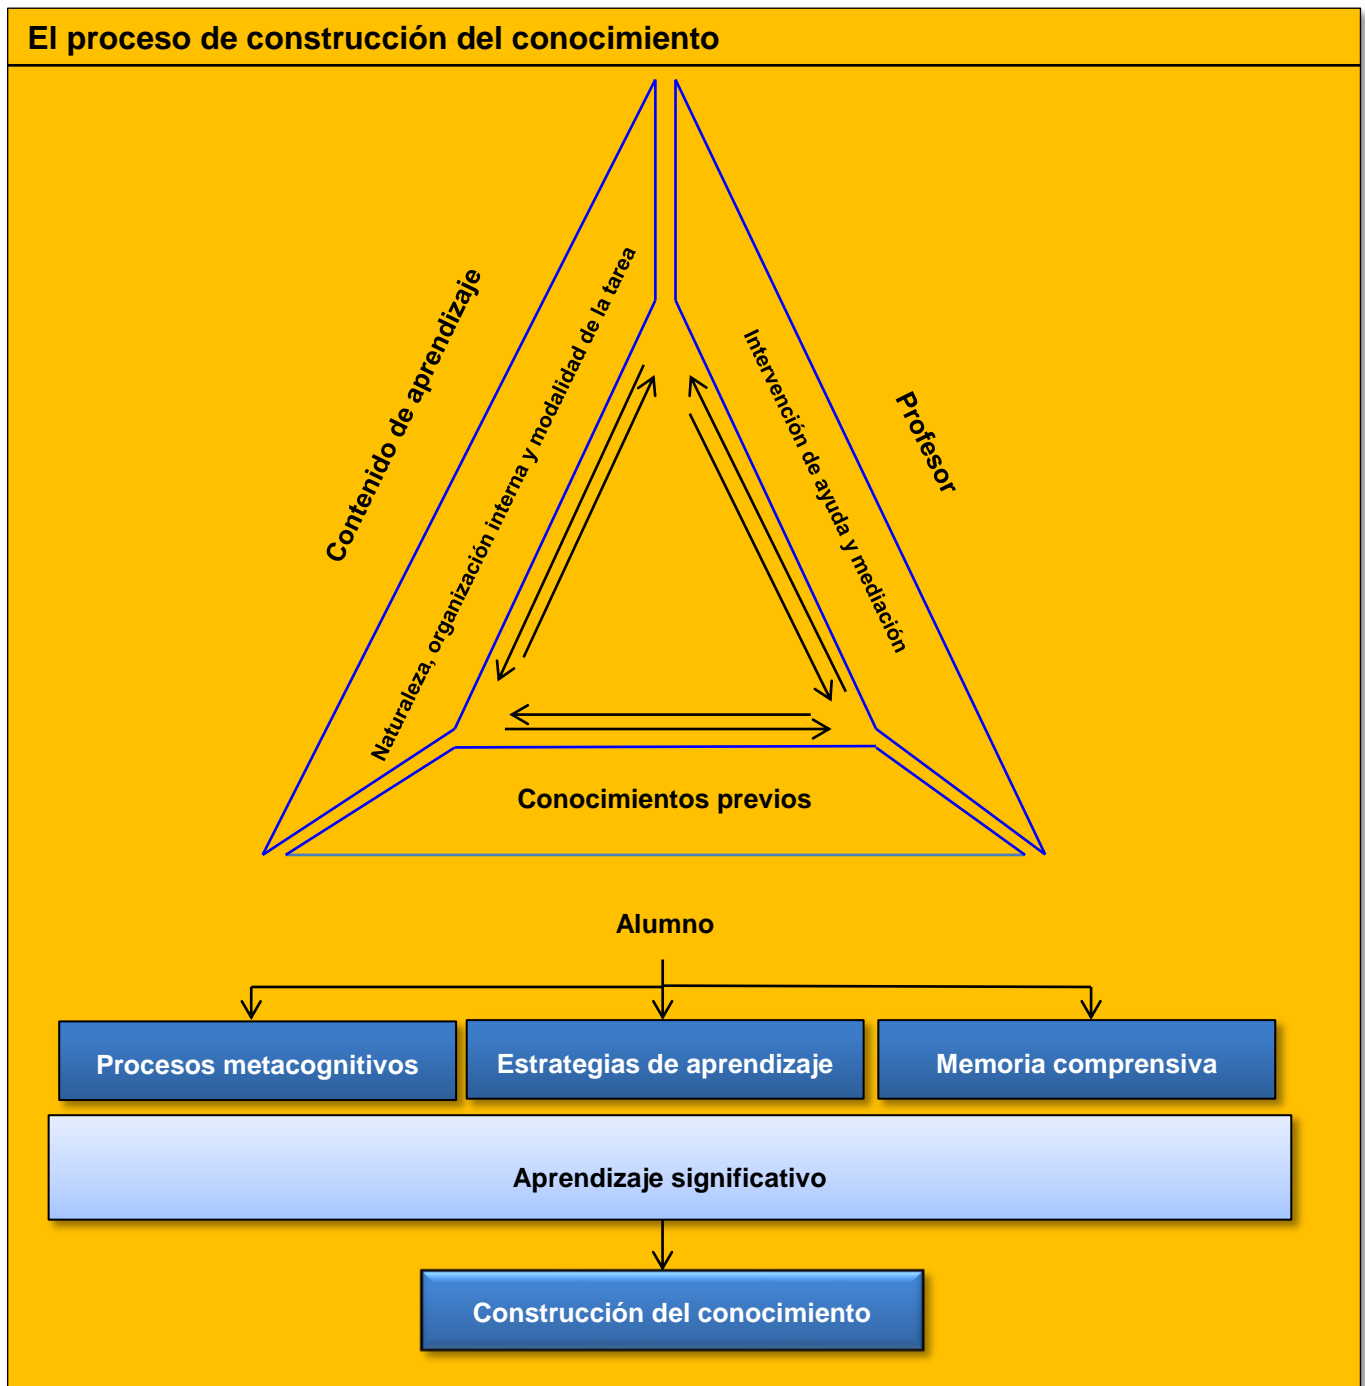 El proceso de construcción del conocimiento
Contenido de aprendizaje
Naturaleza, organización interna y modalidad de la tarea
Intervención de ayuda y mediación
Profesor
Conocimientos previos
Alumno
Procesos metacognitivos
Estrategias de aprendizaje
Memoria comprensiva
Aprendizaje significativo
Construcción del conocimiento